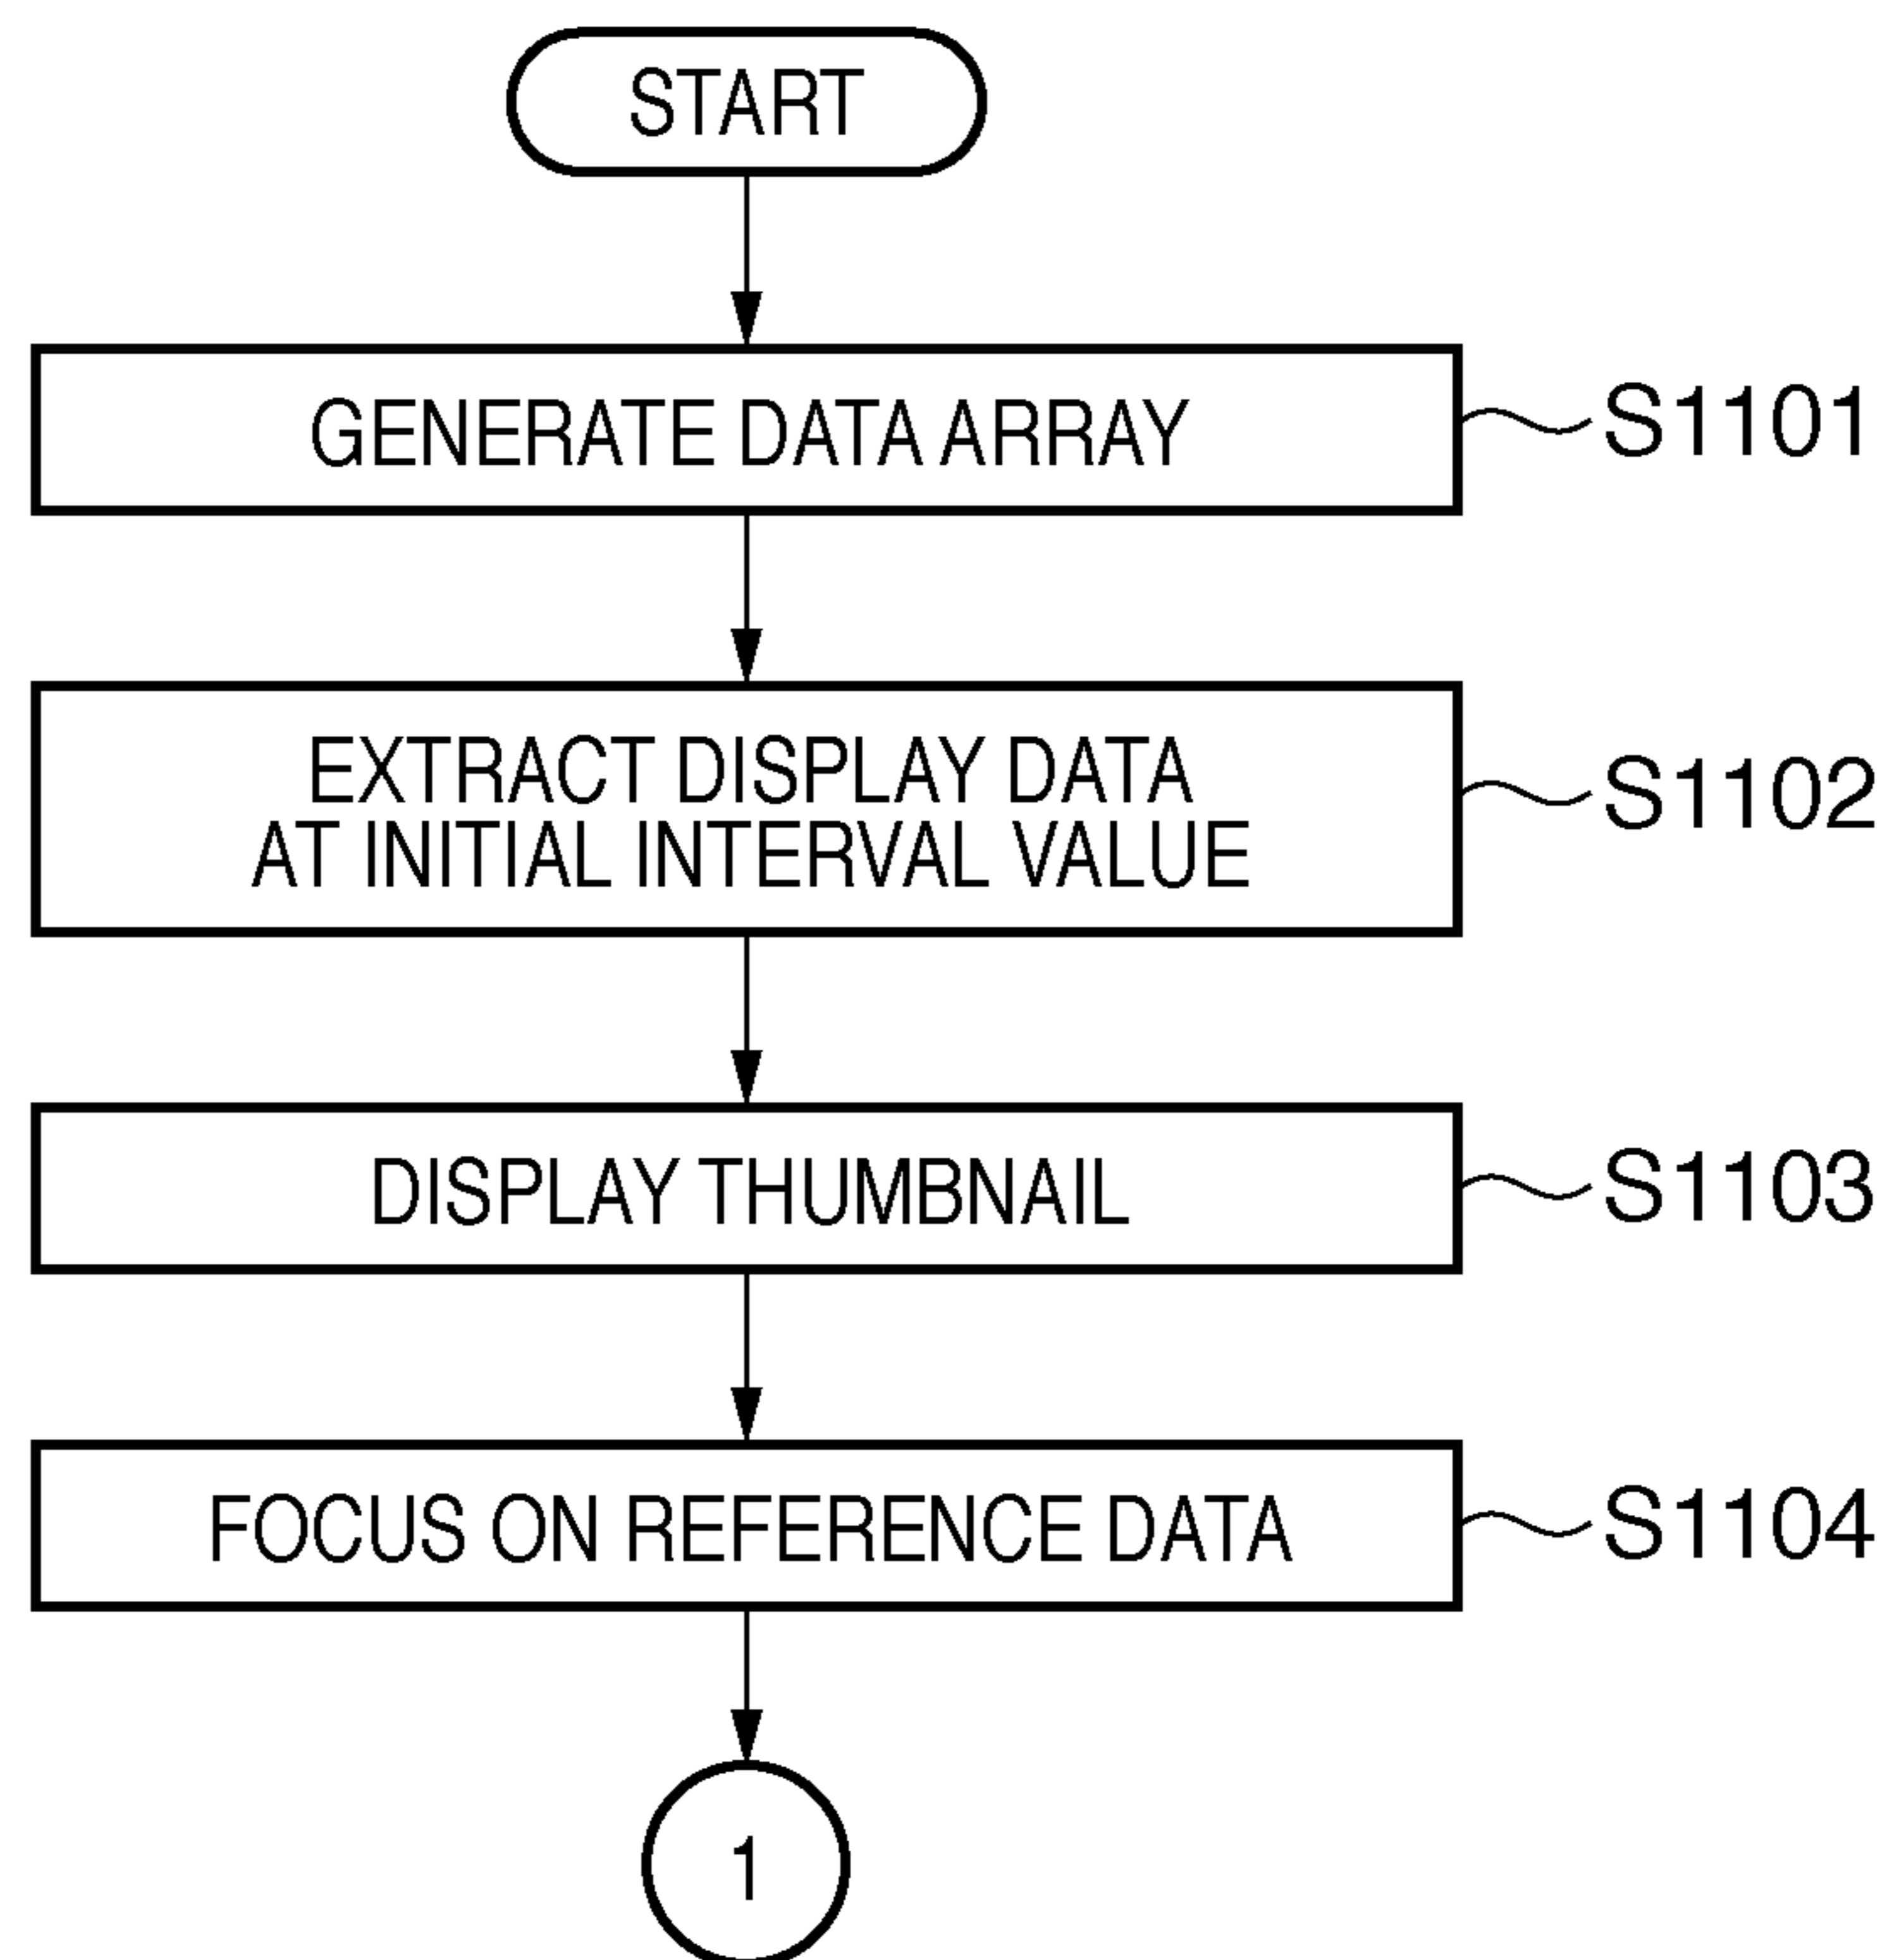 START
GENERATE DATA ARRAY
S1101
EXTRACT DISPLAY DATA
AT INITIAL INTERVAL VALUE
S1102
DISPLAY THUMBNAIL
S1103
FOCUS ON REFERENCE DATA
S1104
1